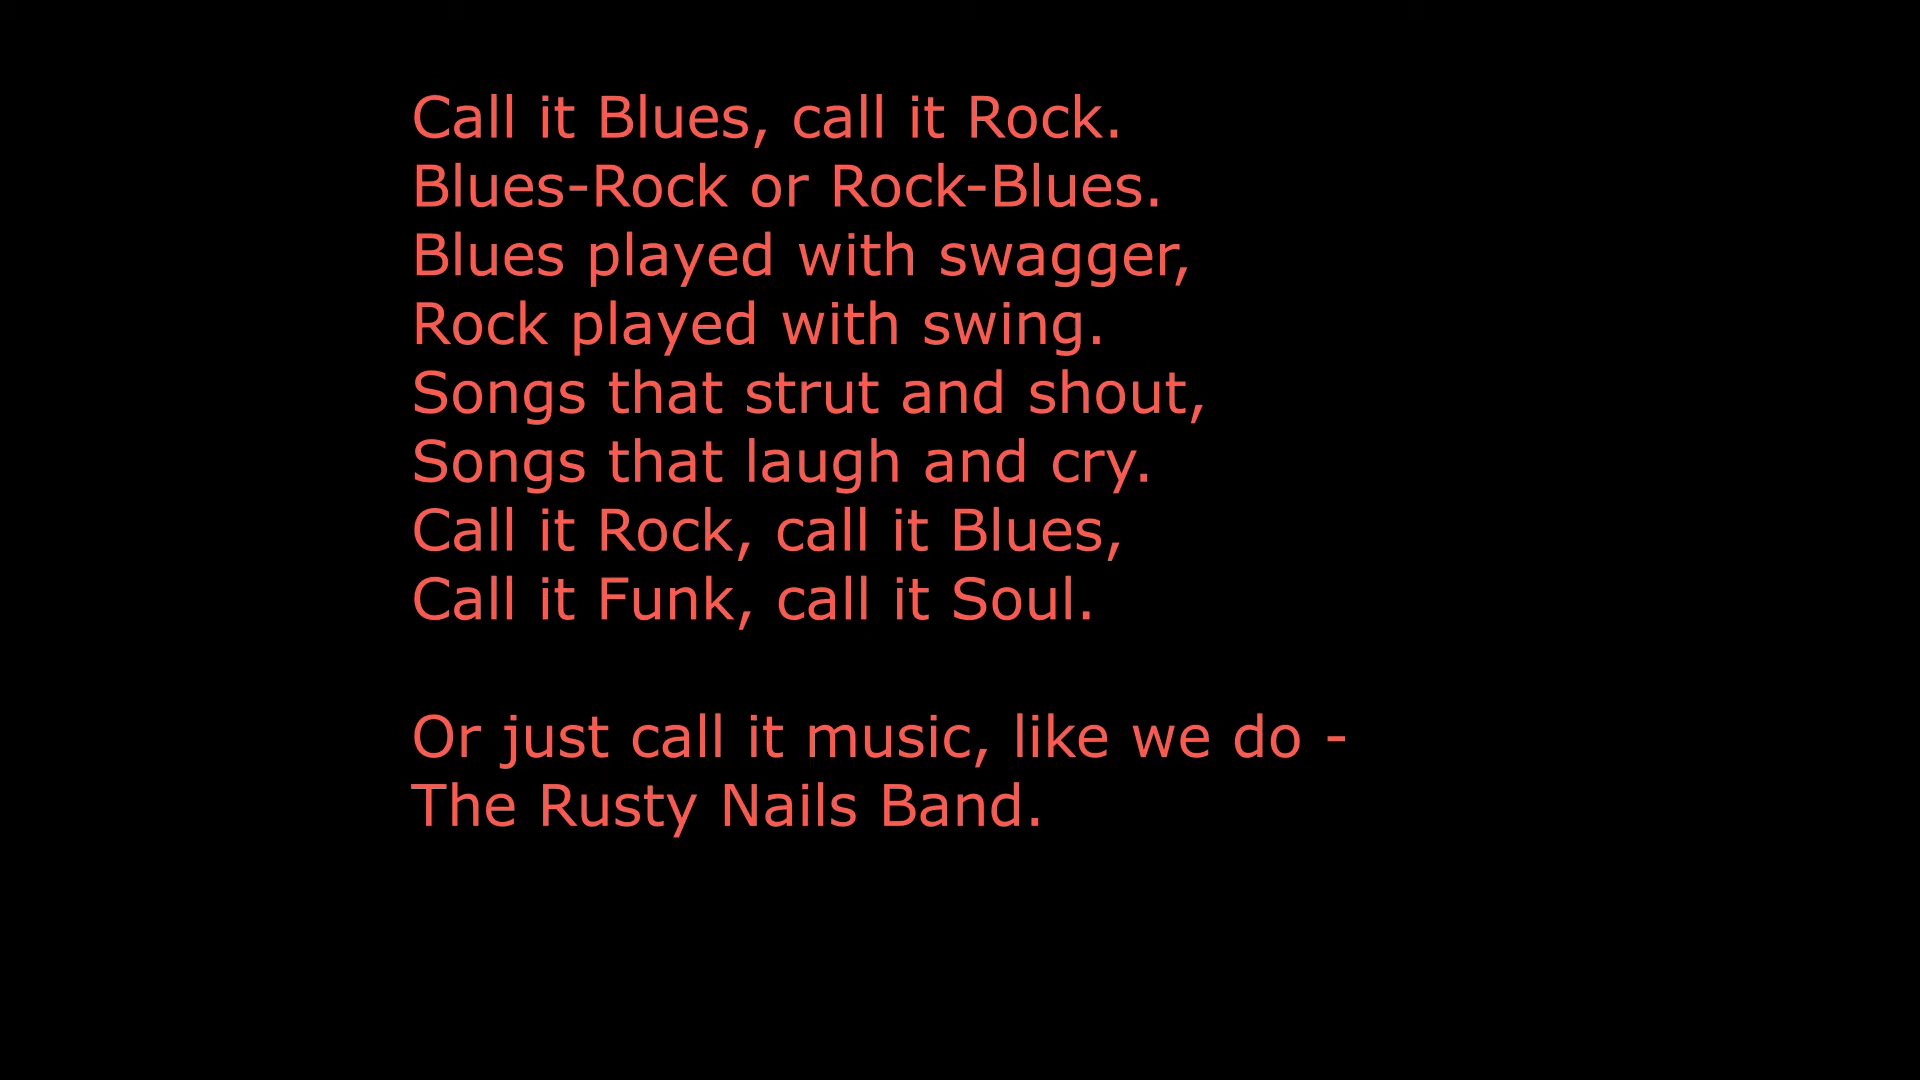 Call it Blues, call it Rock.
Blues-Rock or Rock-Blues.
Blues played with swagger,
Rock played with swing.
Songs that strut and shout,
Songs that laugh and cry.
Call it Rock, call it Blues,
Call it Funk, call it Soul.
Or just call it music, like we do -
The Rusty Nails Band.